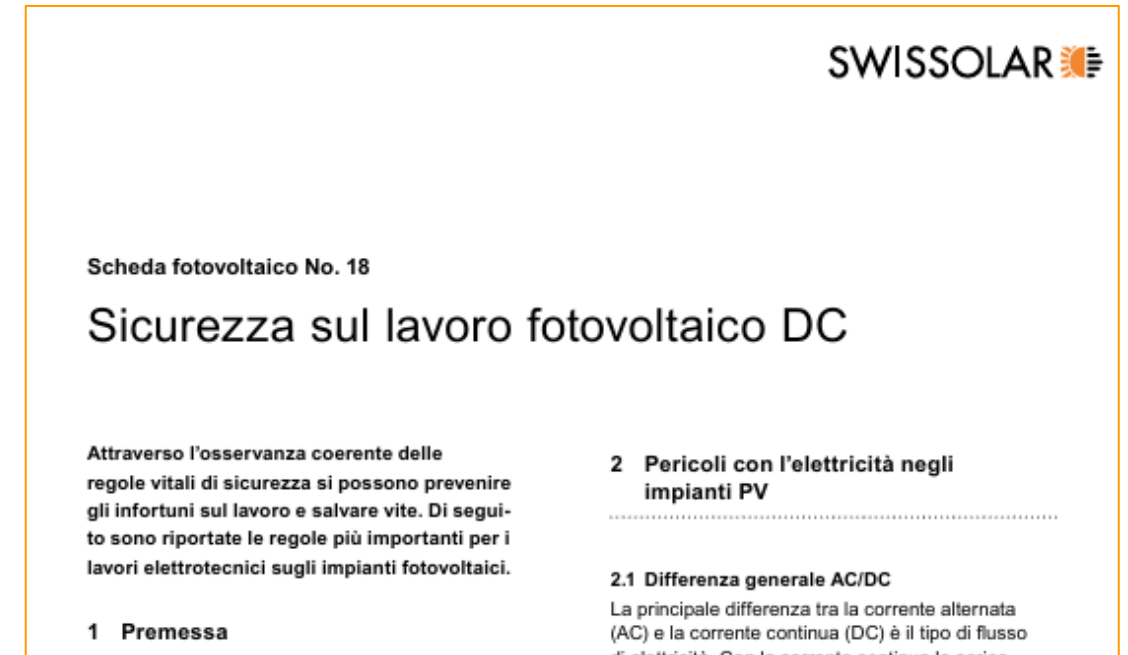 SWISSOLAR
Scheda fotovoltaico No. 18
Sicurezza sul lavoro fotovoltaico DC
Attraverso l'osservanza coerente delle
regole vitali di sicurezza si possono prevenire
gli infortuni sul lavoro e salvare vite. Di segui-
to sono riportate le regole più importanti per i
lavori elettrotecnici sugli impianti fotovoltaici.
1 Premessa
2 Pericoli con l'elettricità negli
impianti PV
2.1 Differenza generale AC/DC
La principale differenza tra la corrente alternata
(AC) e la corrente continua (DC) è il tipo di flusso